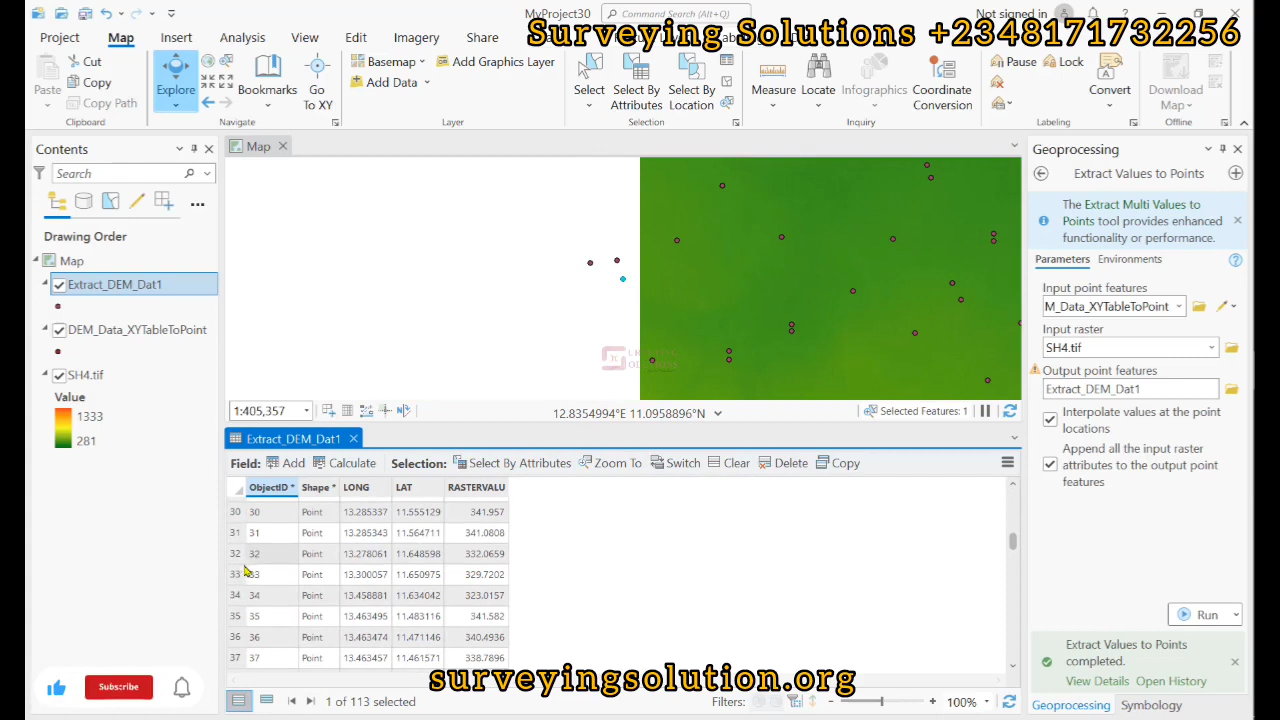 MyProject30
Command Search (Alt+Q)
Not signed in
Surveying Solutions +2348171732256
Project Map Insert Analysis View Edit Imagery Share
Paste
Cut
Copy
Copy Path
Clipboard
Explore
Bookmarks
Go To XY
Navigate
Basemap
Add Data
Add Graphics Layer
Layer
Select
Select By Attributes
Select By Location
Selection
Measure
Locate
Infographics
Coordinate Conversion
Inquiry
Pause
Lock
Convert
Labeling
Download Map
Offline
Contents
Search
Drawing Order
Map
Extract_DEM_Dat1
DEM_Data_XYTableToPoint
SH4.tif
Value
1333
281
Subscribe
Map
1:405,357
12.8354994°E 11.0958896°N
Selected Features: 1
Extract_DEM_Dat1
Field: Add Calculate Selection: Select By Attributes Zoom To Switch Clear Delete Copy
ObjectID * Shape * LONG LAT RASTERVALU
30 30 Point 13.285337 11.555129 341.957
31 31 Point 13.285343 11.564711 341.0808
32 32 Point 13.278061 11.648598 332.0659
33 33 Point 13.300057 11.650975 329.7202
34 34 Point 13.458881 11.634042 323.0157
35 35 Point 13.463495 11.483116 341.582
36 36 Point 13.463474 11.471146 340.4936
37 37 Point 13.463457 11.461571 338.7896
surveyingsolution.org
1 of 113 selected
Filters:
100%
Geoprocessing
Extract Values to Points
The Extract Multi Values to
Points tool provides enhanced
functionality or performance.
Parameters Environments
Input point features
M_Data_XYTableToPoint
Input raster
SH4.tif
Output point features
Extract_DEM_Dat1
Interpolate values at the point
locations
Append all the input raster
attributes to the output point
features
Run
Extract Values to Points
completed.
View Details Open History
Geoprocessing Symbology